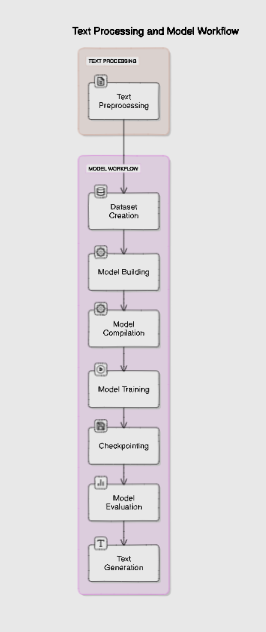 Text Processing and Model Workflow
TEXT PROCESSING
Text
Preprocessing
MODEL WORKFLOW
Dataset
Creation
Model Building
Model
Compilation
Model Training
Checkpointing
Model
Evaluation
T
Text
Generation